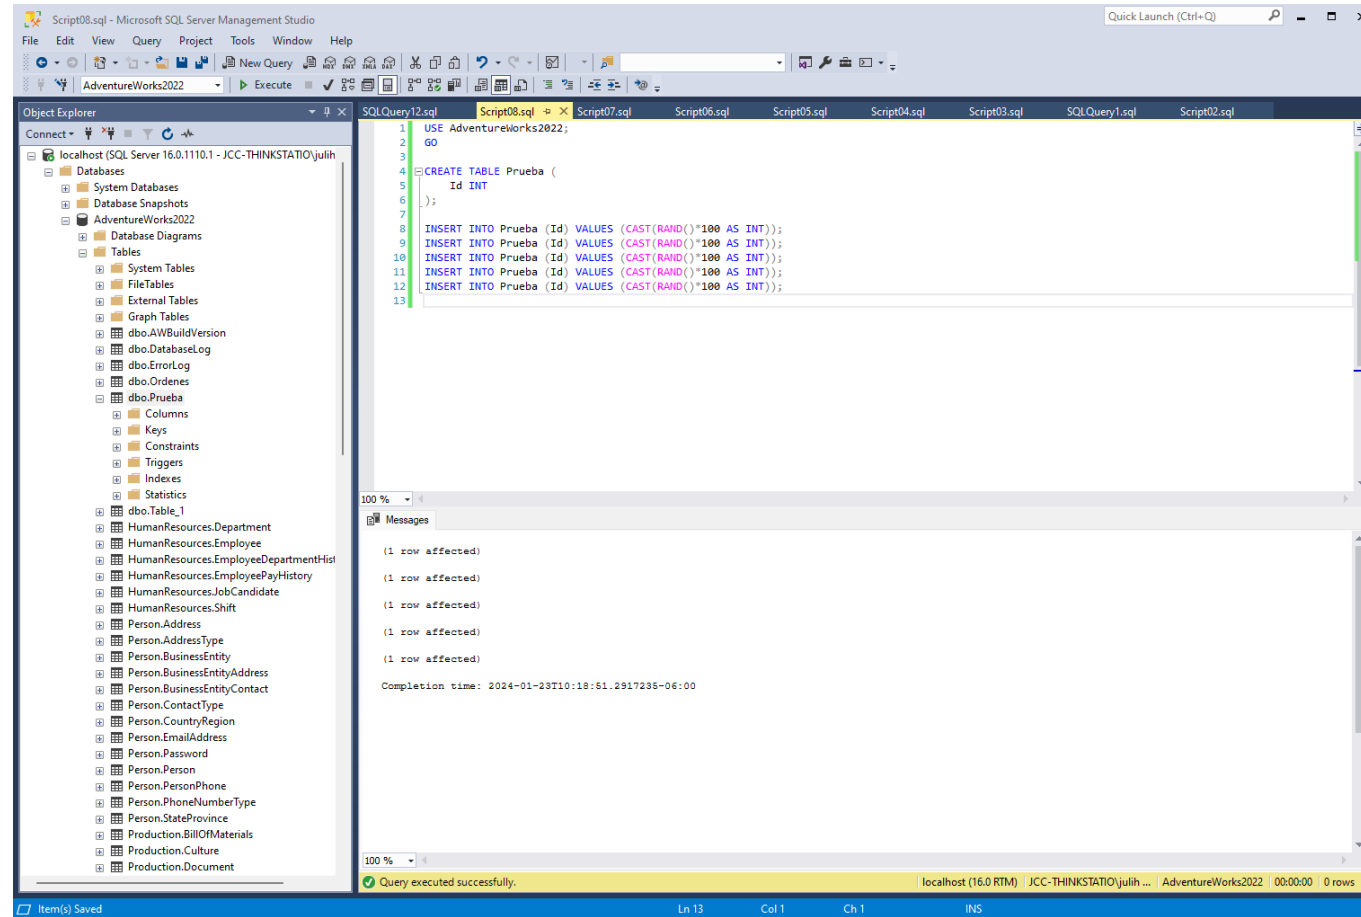 Script08.sql - Microsoft SQL Server Management Studio
Quick Launch (Ctrl+Q)
File Edit View Query Project Tools Window Help
New Query
AdventureWorks2022
Execute
Object Explorer
Connect
localhost (SQL Server 16.0.1110.1 - JCC-THINKSTATIO\julih
Databases
System Databases
Database Snapshots
AdventureWorks2022
Database Diagrams
Tables
System Tables
FileTables
External Tables
Graph Tables
dbo.AWBuildVersion
dbo.DatabaseLog
dbo.ErrorLog
dbo.Ordenes
dbo.Prueba
Columns
Keys
Constraints
Triggers
Indexes
Statistics
dbo.Table_1
HumanResources.Department
HumanResources.Employee
HumanResources.EmployeeDepartmentHist
HumanResources.EmployeePayHistory
HumanResources.JobCandidate
HumanResources.Shift
Person.Address
Person.AddressType
Person.BusinessEntity
Person.BusinessEntityAddress
Person.BusinessEntityContact
Person.ContactType
Person.CountryRegion
Person.EmailAddress
Person.Password
Person.Person
Person.PersonPhone
Person.PhoneNumberType
Person.StateProvince
Production.BillOfMaterials
Production.Culture
Production.Document
SQLQuery12.sql Script08.sql Script07.sql Script06.sql Script05.sql Script04.sql Script03.sql SQLQuery1.sql Script02.sql
1 USE AdventureWorks2022;
2 GO
3
4 CREATE TABLE Prueba (
5 Id INT
6 );
7
8 INSERT INTO Prueba (Id) VALUES (CAST(RAND()*100 AS INT));
9 INSERT INTO Prueba (Id) VALUES (CAST(RAND()*100 AS INT));
10 INSERT INTO Prueba (Id) VALUES (CAST(RAND()*100 AS INT));
11 INSERT INTO Prueba (Id) VALUES (CAST(RAND()*100 AS INT));
12 INSERT INTO Prueba (Id) VALUES (CAST(RAND()*100 AS INT));
13
100 %
Messages
(1 row affected)
(1 row affected)
(1 row affected)
(1 row affected)
(1 row affected)
Completion time: 2024-01-23T10:18:51.2917235-06:00
100 %
Query executed successfully.
localhost (16.0 RTM) JCC-THINKSTATIO\julih ... AdventureWorks2022 00:00:00 0 rows
Item(s) Saved
Ln 13 Col 1 Ch 1 INS